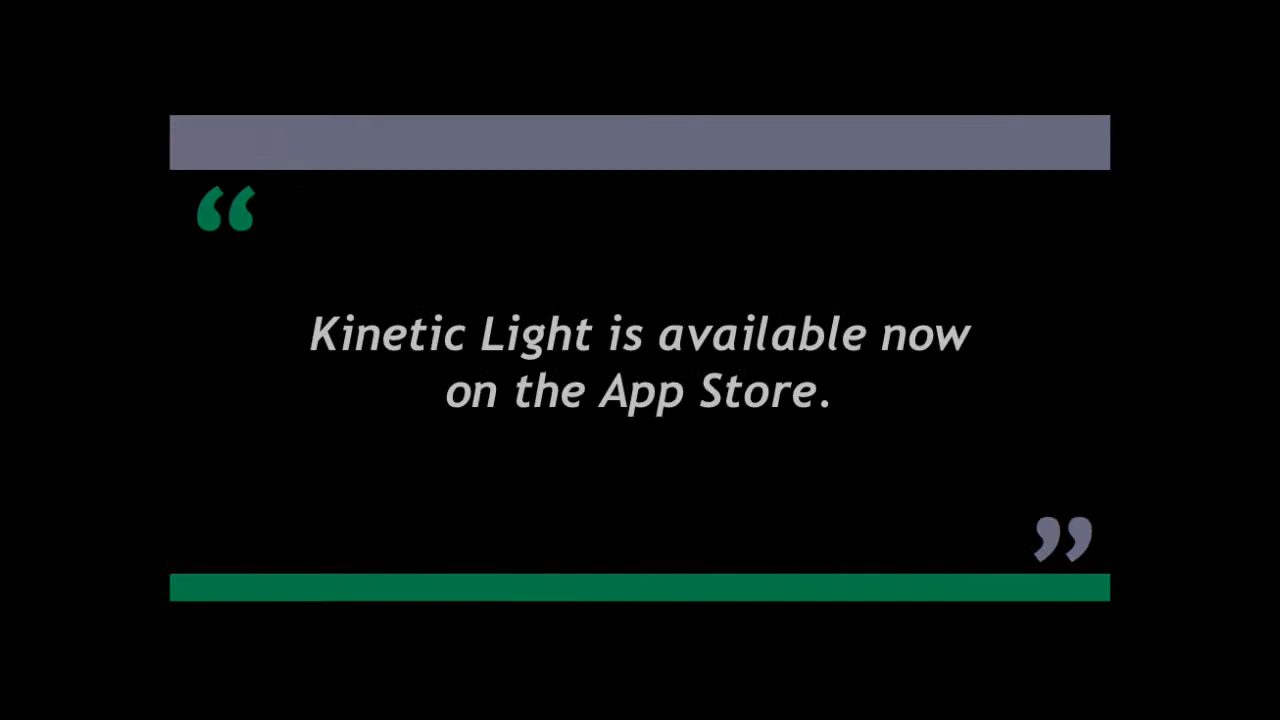 “
Kinetic Light is available now
on the App Store.
”